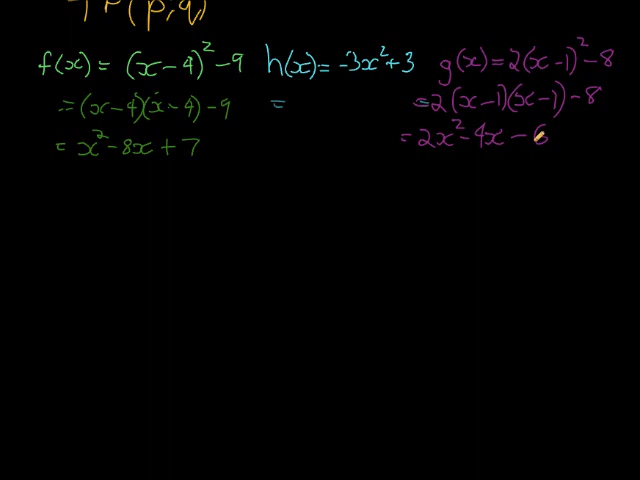 TP(p,q)
f(x) = (x-4)² -9
= (x-4)(x-4) -9
= x² -8x + 7
h(x) = -3x² + 3
=
g(x) = 2(x-1)² - 8
= 2(x-1)(x-1) - 8
= 2x² - 4x - 6